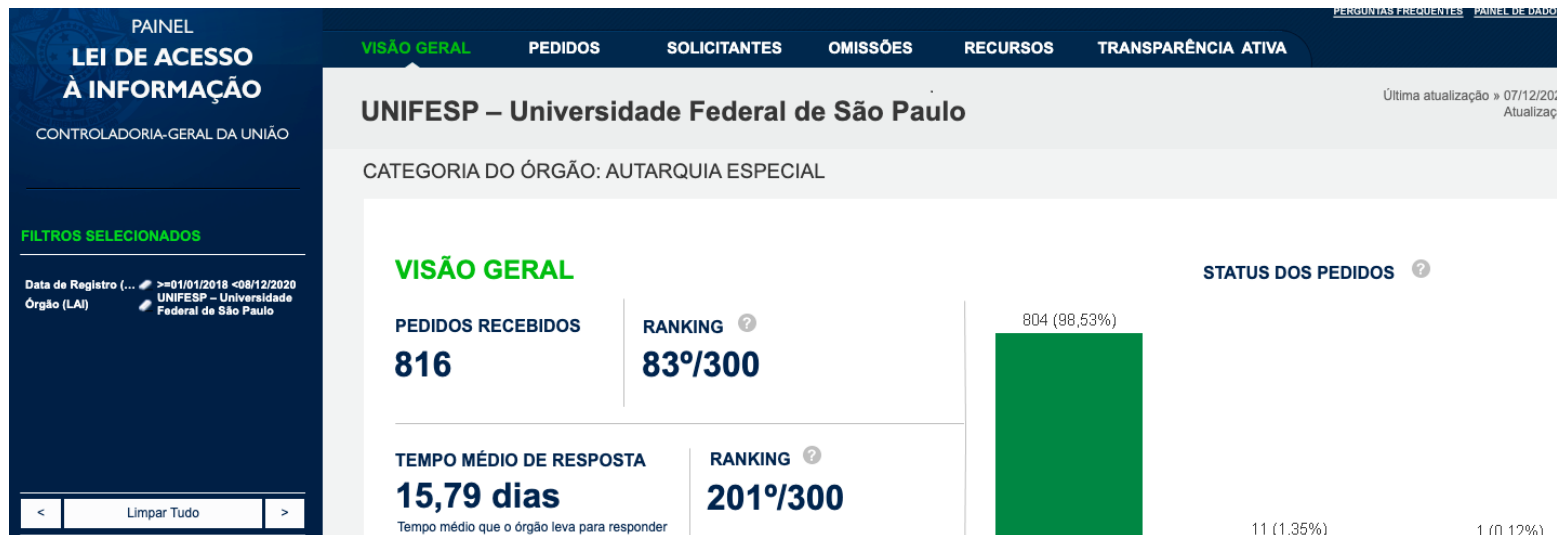 PAINEL
LEI DE ACESSO
À INFORMAÇÃO
CONTROLADORIA-GERAL DA UNIÃO
FILTROS SELECIONADOS
Data de Registro (... >=01/01/2018 <08/12/2020
Órgão (LAI) UNIFESP – Universidade
Federal de São Paulo
< Limpar Tudo >
PERGUNTAS FREQUENTES PAINEL DE
VISÃO GERAL PEDIDOS SOLICITANTES OMISSÕES RECURSOS TRANSPARÊNCIA ATIVA
UNIFESP – Universidade Federal de São Paulo
Última atualização » 07/12/202
Atualizaç
CATEGORIA DO ÓRGÃO: AUTARQUIA ESPECIAL
VISÃO GERAL
PEDIDOS RECEBIDOS
816
RANKING ?
83º/300
TEMPO MÉDIO DE RESPOSTA
15,79 dias
Tempo médio que o órgão leva para responder
RANKING ?
201º/300
STATUS DOS PEDIDOS ?
804 (98,53%)
11 (1,35%)
1 (0,12%)